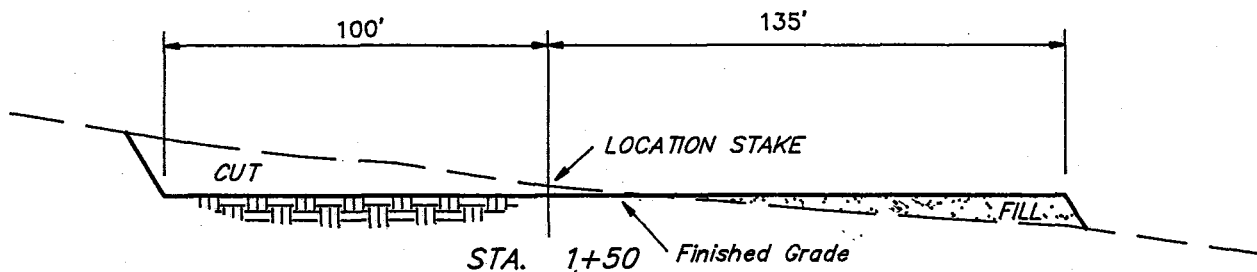 100'
135'
LOCATION STAKE
CUT
FILL
STA. 1+50
Finished Grade